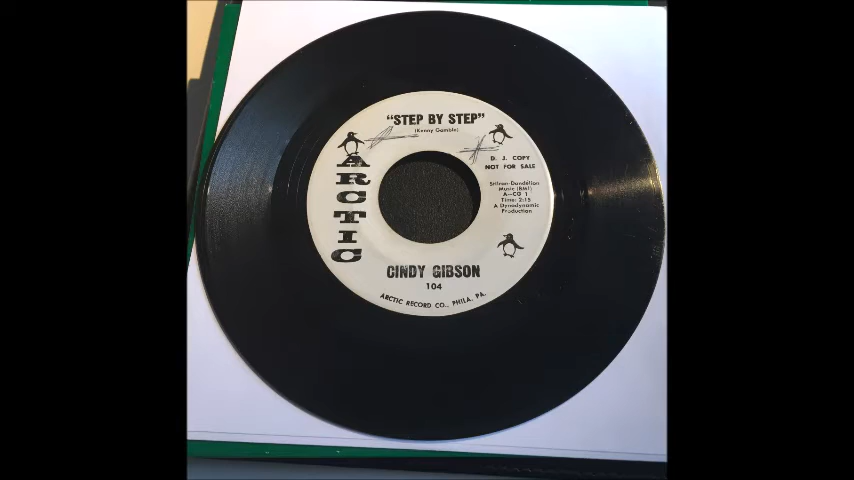 "STEP BY STEP"
(Kenny Gamble)
D. J. COPY
NOT FOR SALE
ARCTIC
Stilran-Dandelion
Music (BMI)
A—CG 1
Time: 2:15
A Dynodynamic
Production
CINDY GIBSON
104
ARCTIC RECORD CO., PHILA, PA.